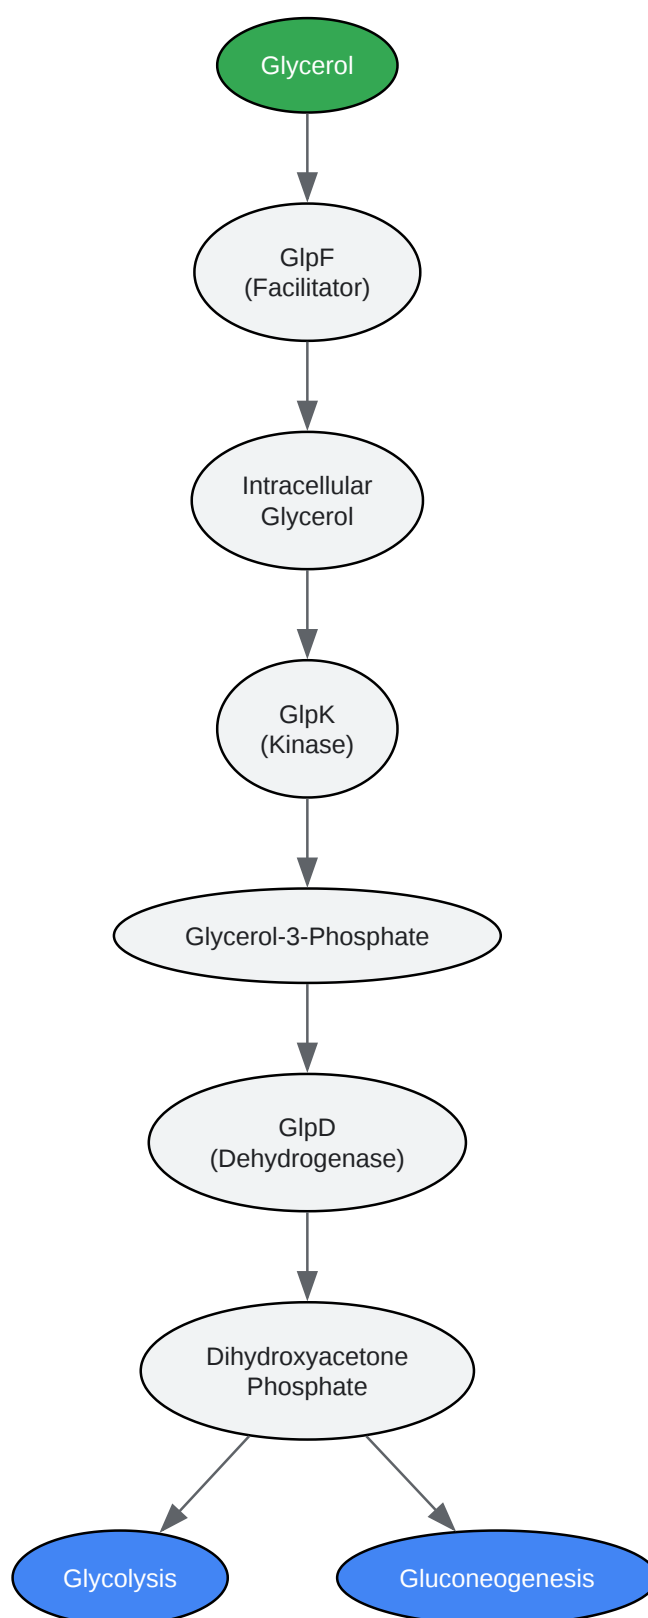 Glycerol
GlpF
(Facilitator)
Intracellular
Glycerol
GlpK
(Kinase)
Glycerol-3-Phosphate
GlpD
(Dehydrogenase)
Dihydroxyacetone
Phosphate
Glycolysis
Gluconeogenesis